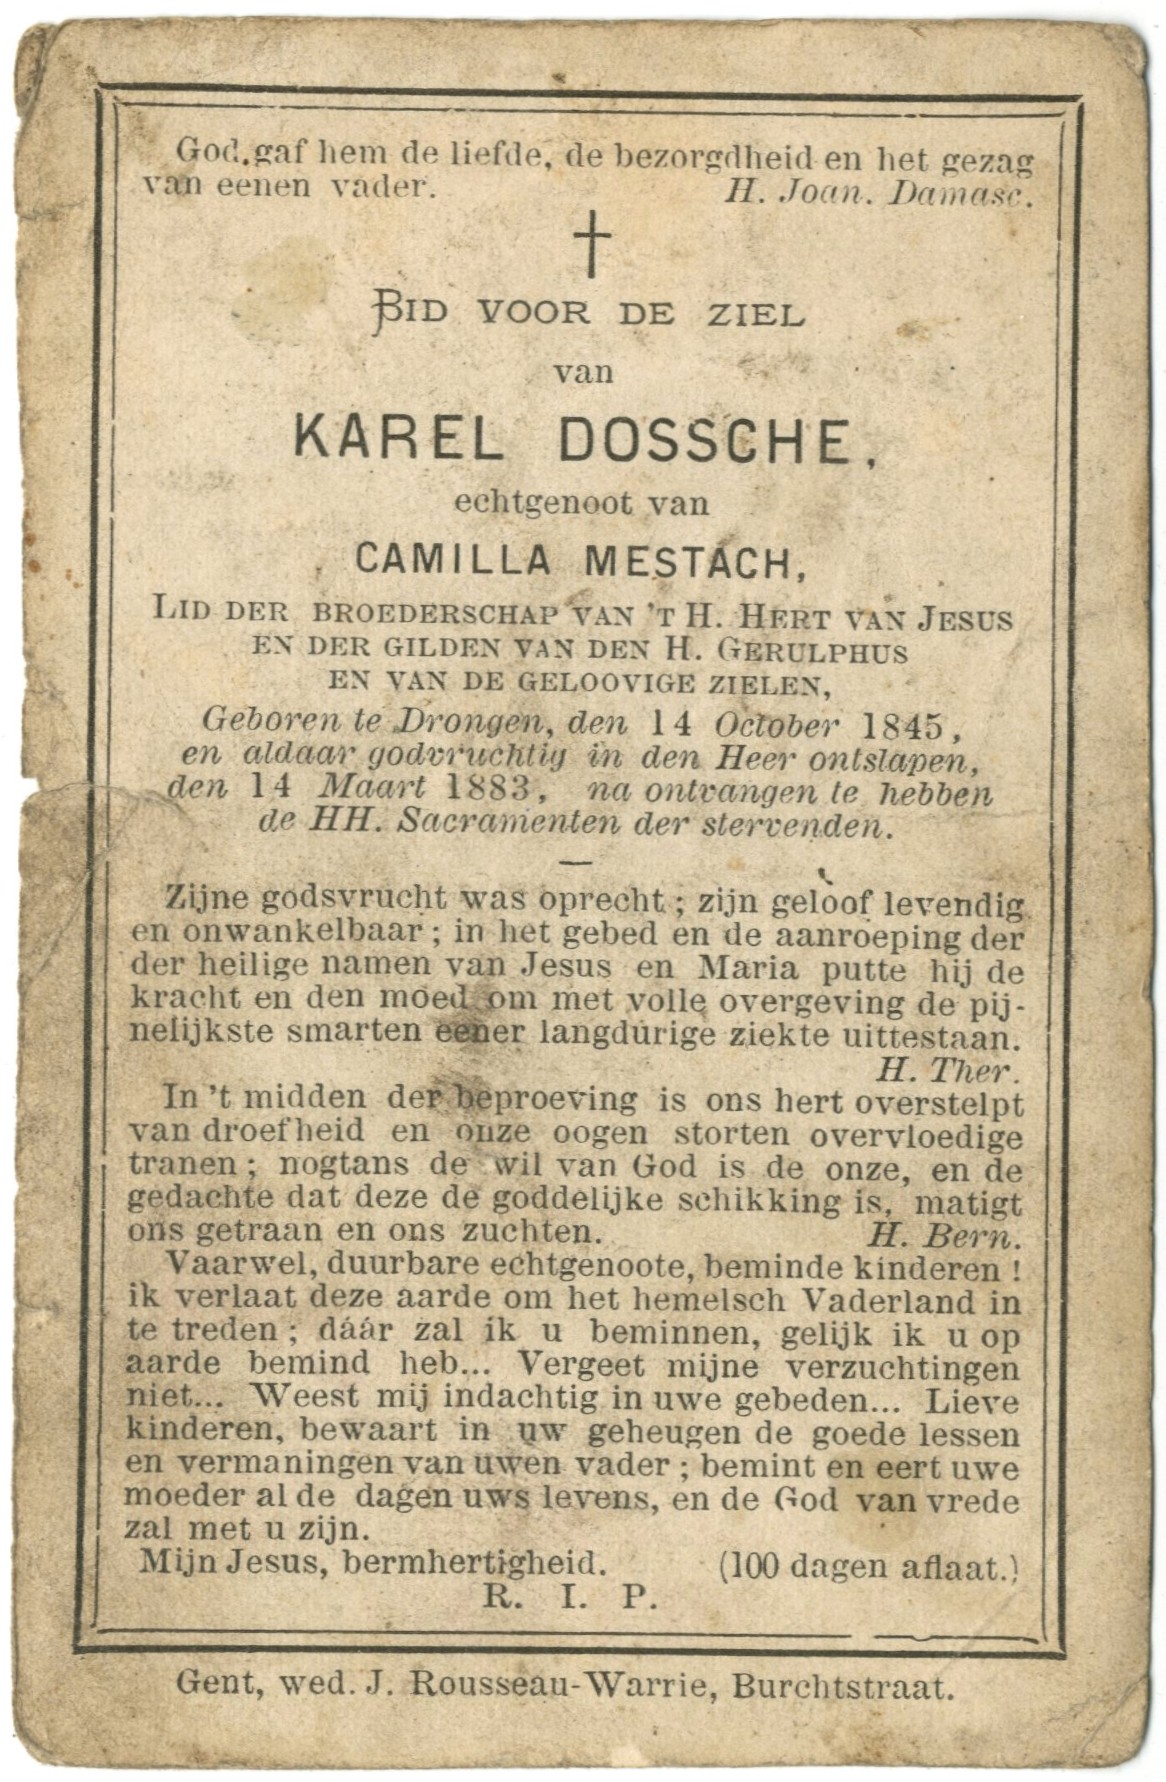 God gaf hem de liefde, de bezorgdheid en het gezag
van eenen vader. H. Joan. Damasc.
BID VOOR DE ZIEL
van
KAREL DOSSCHE,
echtgenoot van
CAMILLA MESTACH,
LID DER BROEDERSCHAP VAN 'T H. HERT VAN JESUS
EN DER GILDEN VAN DEN H. GERULPHUS
EN VAN DE GELOOVIGE ZIELEN,
Geboren te Drongen, den 14 October 1845,
en aldaar godvruchtig in den Heer ontslapen,
den 14 Maart 1883, na ontvangen te hebben
de HH. Sacramenten der stervenden.
—
Zijne godsvrucht was oprecht ; zijn geloof levendig
en onwankelbaar ; in het gebed en de aanroeping der
der heilige namen van Jesus en Maria putte hij de
kracht en den moed om met volle overgeving de pij-
nelijkste smarten eener langdurige ziekte uittestaan.
H. Ther.
In 't midden der beproeving is ons hert overstelpt
van droefheid en onze oogen storten overvloedige
tranen ; nogtans de wil van God is de onze, en de
gedachte dat deze de goddelijke schikking is, matigt
ons getraan en ons zuchten. H. Bern.
Vaarwel, duurbare echtgenoote, beminde kinderen !
ik verlaat deze aarde om het hemelsch Vaderland in
te treden ; dáár zal ik u beminnen, gelijk ik u op
aarde bemind heb... Vergeet mijne verzuchtingen
niet... Weest mij indachtig in uwe gebeden... Lieve
kinderen, bewaart in uw geheugen de goede lessen
en vermaningen van uwen vader ; bemint en eert uwe
moeder al de dagen uws levens, en de God van vrede
zal met u zijn.
Mijn Jesus, bermhertigheid. (100 dagen aflaat.)
R. I. P.
Gent, wed. J. Rousseau-Warrie, Burchtstraat.